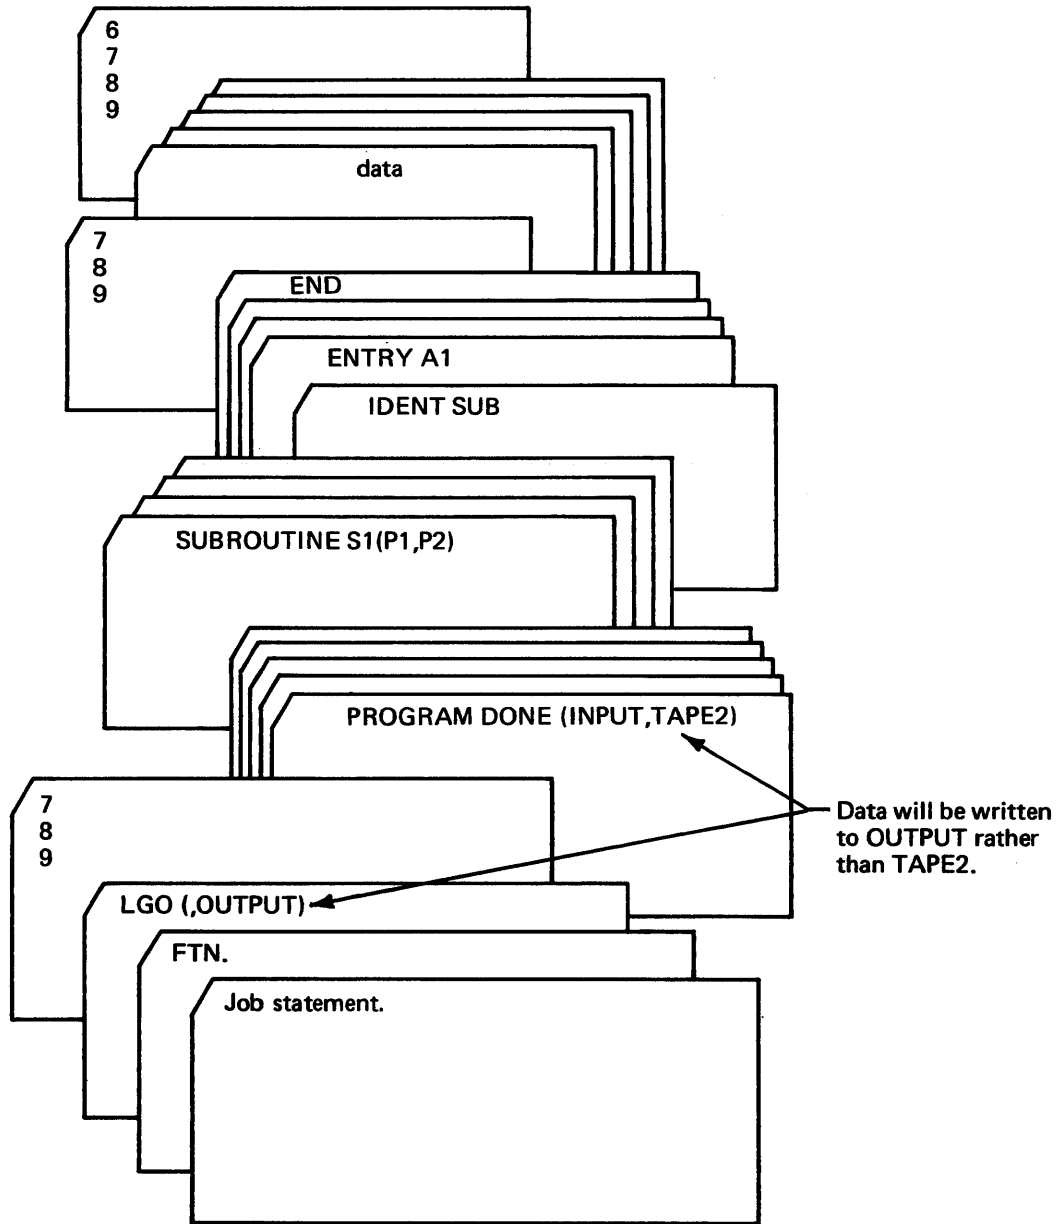 6
7
8
9
data
7
8
9
END
ENTRY A1
IDENT SUB
SUBROUTINE S1(P1,P2)
PROGRAM DONE (INPUT,TAPE2)
7
8
9
Data will be written
to OUTPUT rather
than TAPE2.
LGO (,OUTPUT)
FTN.
Job statement.